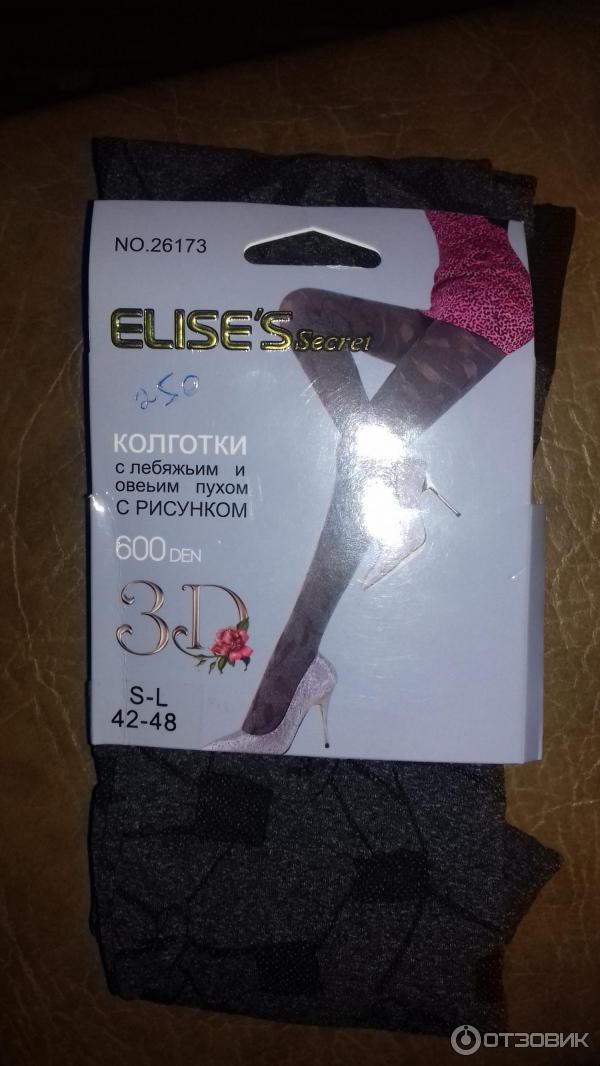 NO.26173
ELISE'S Secret
250
КОЛГОТКИ
с лебяжьим и
овеьим пухом
С РИСУНКОМ
600 DEN
3D
S-L
42-48
ОТЗОВИК